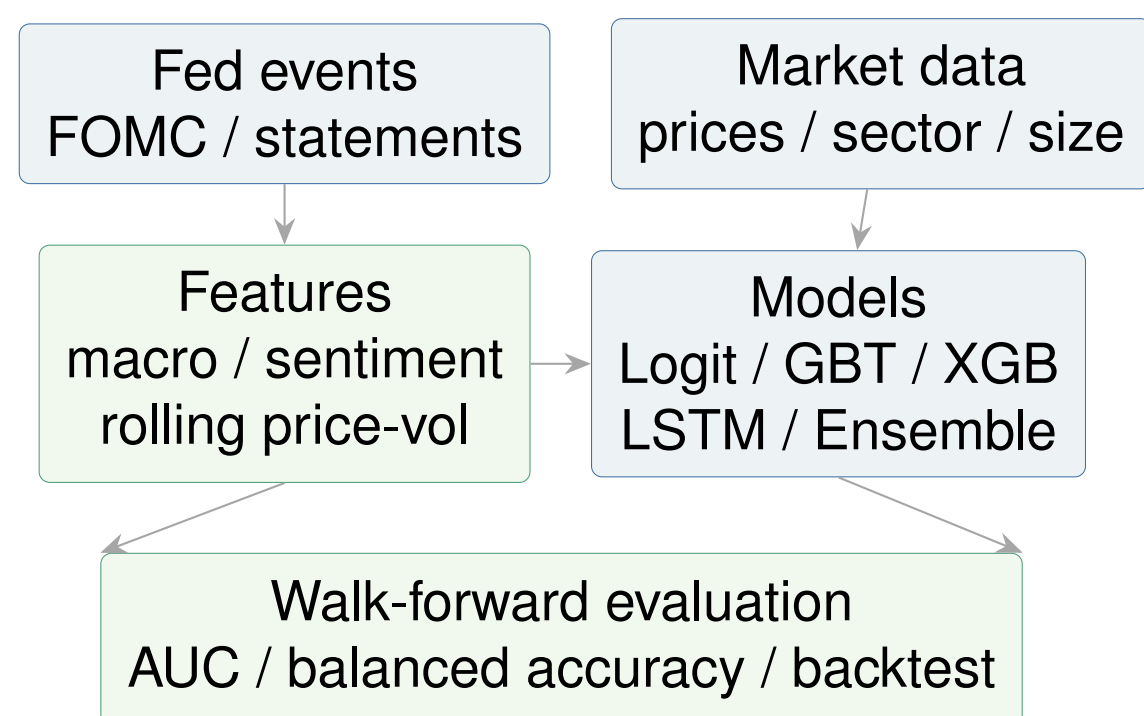 Fed events
FOMC / statements
Market data
prices / sector / size
Features
macro / sentiment
rolling price-vol
Models
Logit / GBT / XGB
LSTM / Ensemble
Walk-forward evaluation
AUC / balanced accuracy / backtest